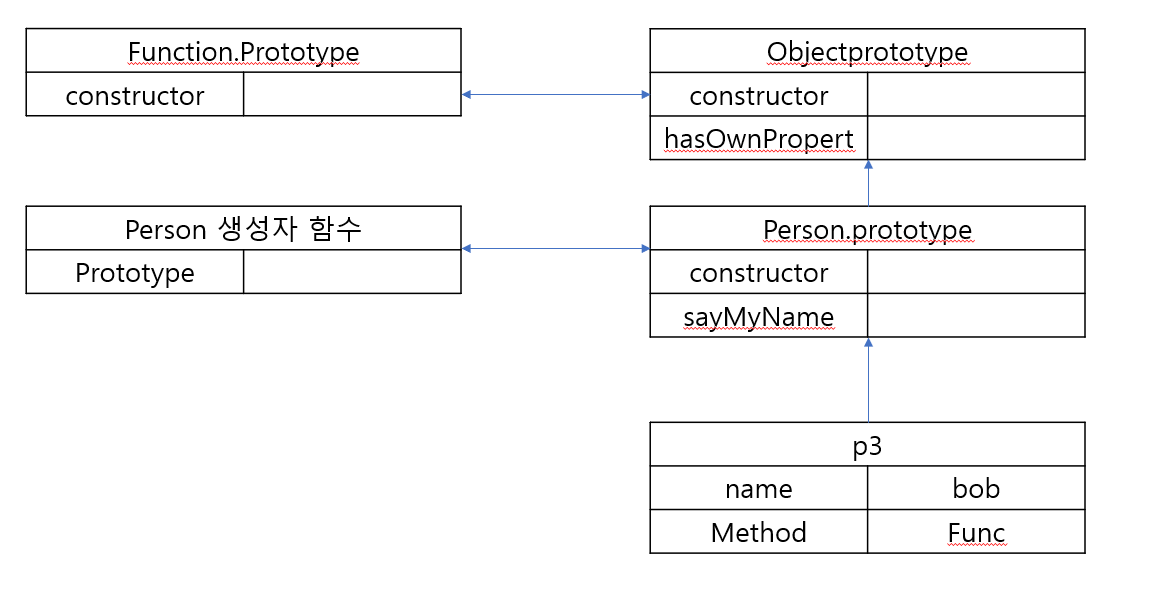 Function.Prototype
constructor
Objectprototype
constructor
hasOwnPropert
Person 생성자 함수
Prototype
Person.prototype
constructor
sayMyName
p3
name bob
Method Func